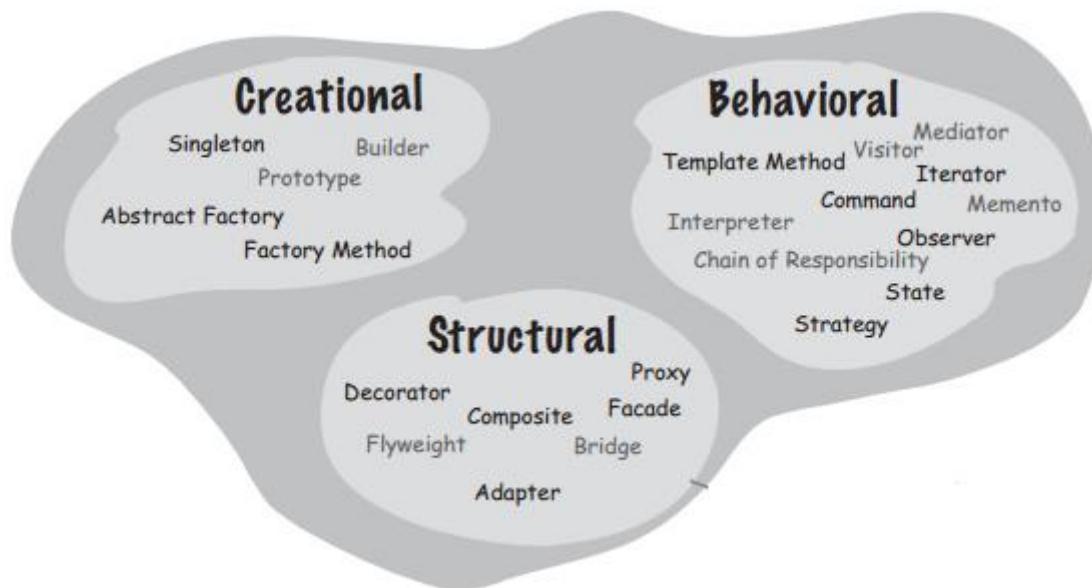 Creational
Singleton
Builder
Prototype
Abstract Factory
Factory Method
Behavioral
Mediator
Visitor
Template Method
Iterator
Command
Memento
Interpreter
Observer
Chain of Responsibility
State
Strategy
Structural
Proxy
Decorator
Facade
Composite
Flyweight
Bridge
Adapter